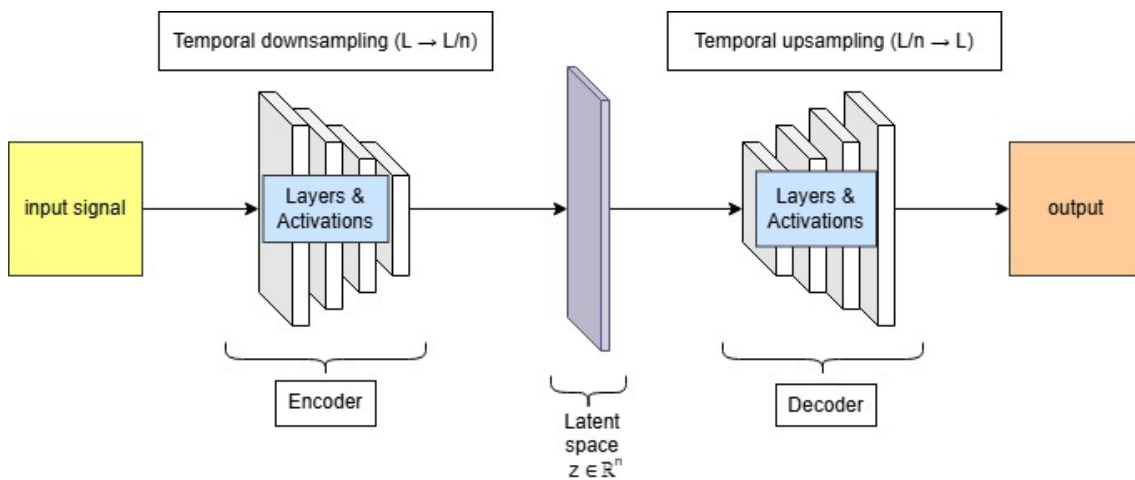 Temporal downsampling (L → L/n)
Temporal upsampling (L/n → L)
input signal
Layers &
Activations
Layers &
Activations
output
Encoder
Latent
space
z ∈ ℝⁿ
Decoder